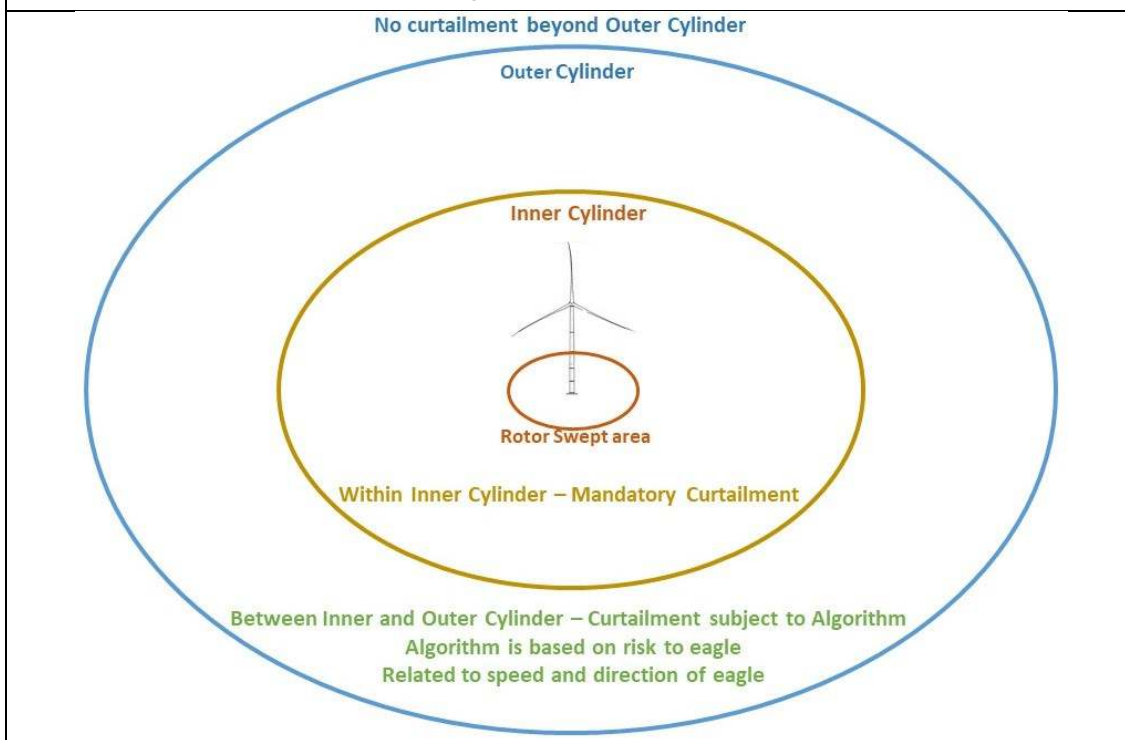 No curtailment beyond Outer Cylinder
Outer Cylinder
Inner Cylinder
Rotor Swept area
Within Inner Cylinder – Mandatory Curtailment
Between Inner and Outer Cylinder – Curtailment subject to Algorithm
Algorithm is based on risk to eagle
Related to speed and direction of eagle